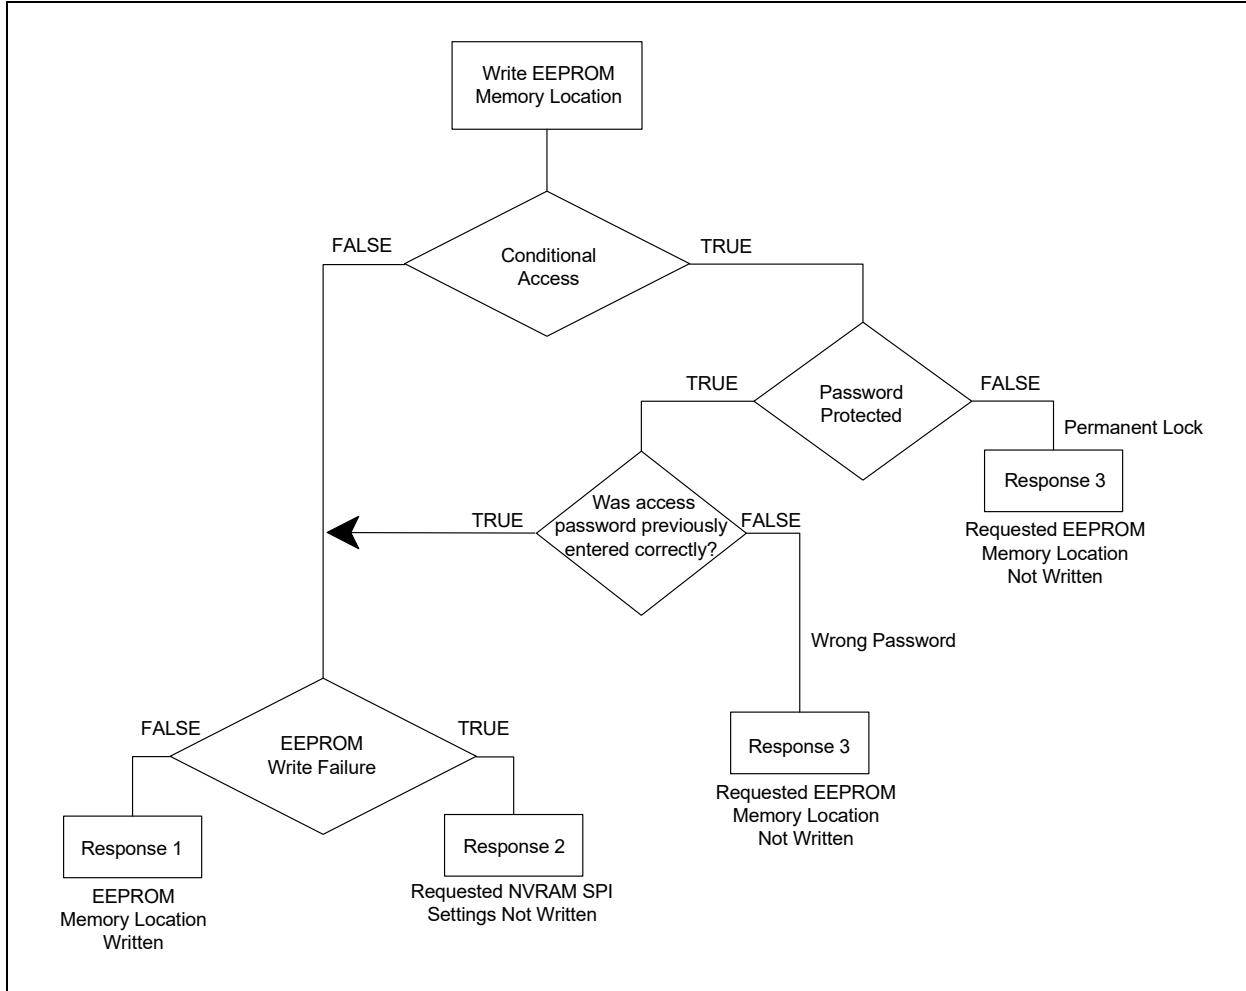 Write EEPROM
Memory Location
FALSE
TRUE
Conditional
Access
TRUE
FALSE
Password
Protected
Permanent Lock
Response 3
Requested EEPROM
Memory Location
Not Written
TRUE
Was access
password previously
entered correctly?
FALSE
Wrong Password
FALSE
TRUE
EEPROM
Write Failure
Response 3
Requested EEPROM
Memory Location
Not Written
Response 1
EEPROM
Memory Location
Written
Response 2
Requested NVRAM SPI
Settings Not Written